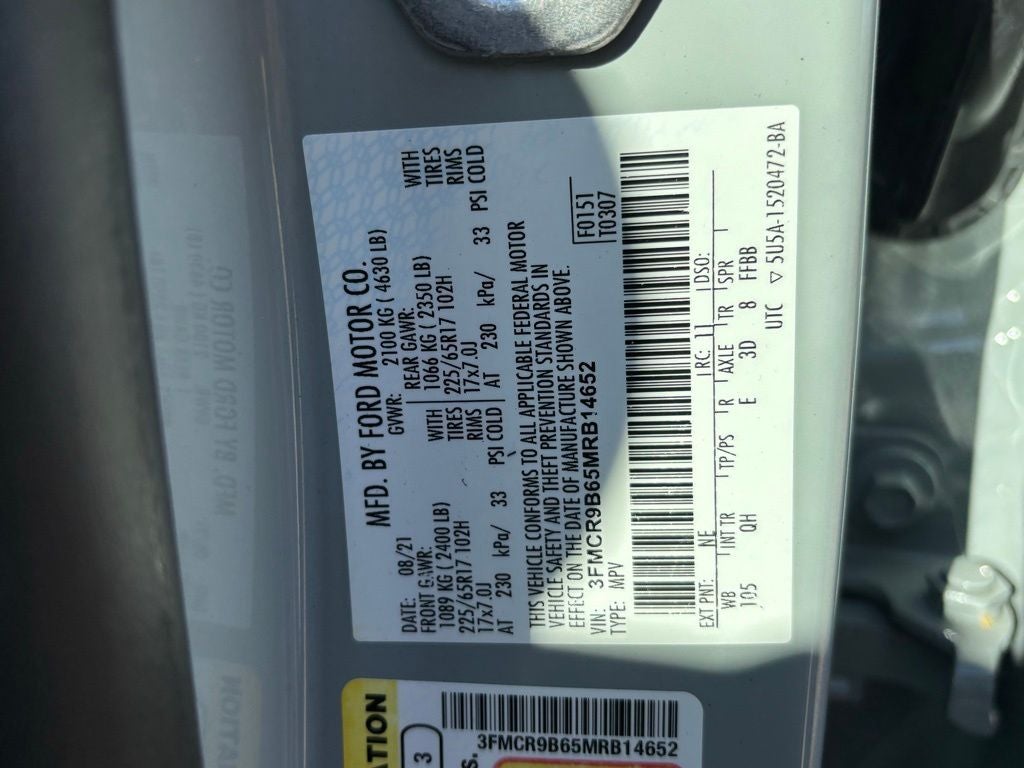 MFD. BY FORD MOTOR CO.
DATE: 08/21 GVWR: 2100 KG ( 4630 LB)
FRONT GAWR: REAR GAWR:
1089 KG ( 2400 LB) WITH 1066 KG ( 2350 LB) WITH
225/65R17 102H TIRES 225/65R17 102H TIRES
17x7.0J RIMS 17x7.0J RIMS
AT 230 kPa/ 33 PSI COLD AT 230 kPa/ 33 PSI COLD
THIS VEHICLE CONFORMS TO ALL APPLICABLE FEDERAL MOTOR
VEHICLE SAFETY AND THEFT PREVENTION STANDARDS IN
EFFECT ON THE DATE OF MANUFACTURE SHOWN ABOVE.
VIN: 3FMCR9B65MRB14652 F0151
TYPE: MPV T0307
EXT PNT: NE RC: 11 DSO:
WB INT TR TP/PS R AXLE TR SPR
105 QH E 3D 8 FFBB
UTC ▽ 5U5A-1520472-BA
ATION
3
3FMCR9B65MRB14652
s.